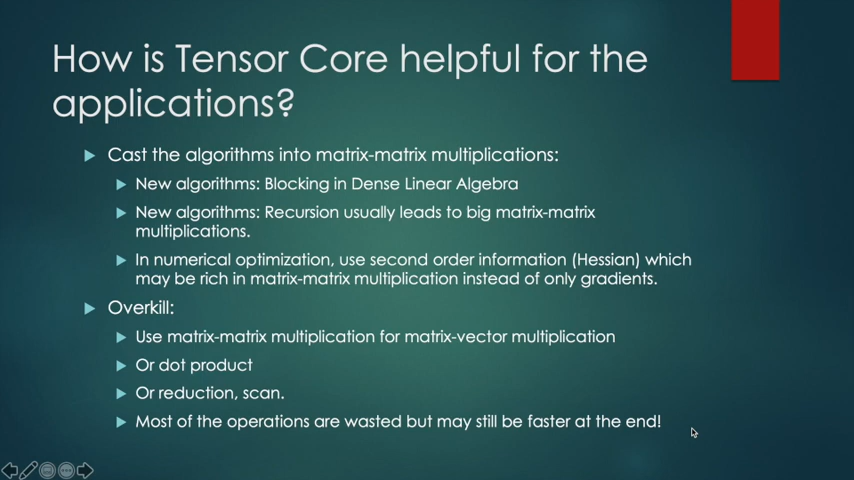 How is Tensor Core helpful for the
applications?
Cast the algorithms into matrix-matrix multiplications:
New algorithms: Blocking in Dense Linear Algebra
New algorithms: Recursion usually leads to big matrix-matrix
multiplications.
In numerical optimization, use second order information (Hessian) which
may be rich in matrix-matrix multiplication instead of only gradients.
Overkill:
Use matrix-matrix multiplication for matrix-vector multiplication
Or dot product
Or reduction, scan.
Most of the operations are wasted but may still be faster at the end!